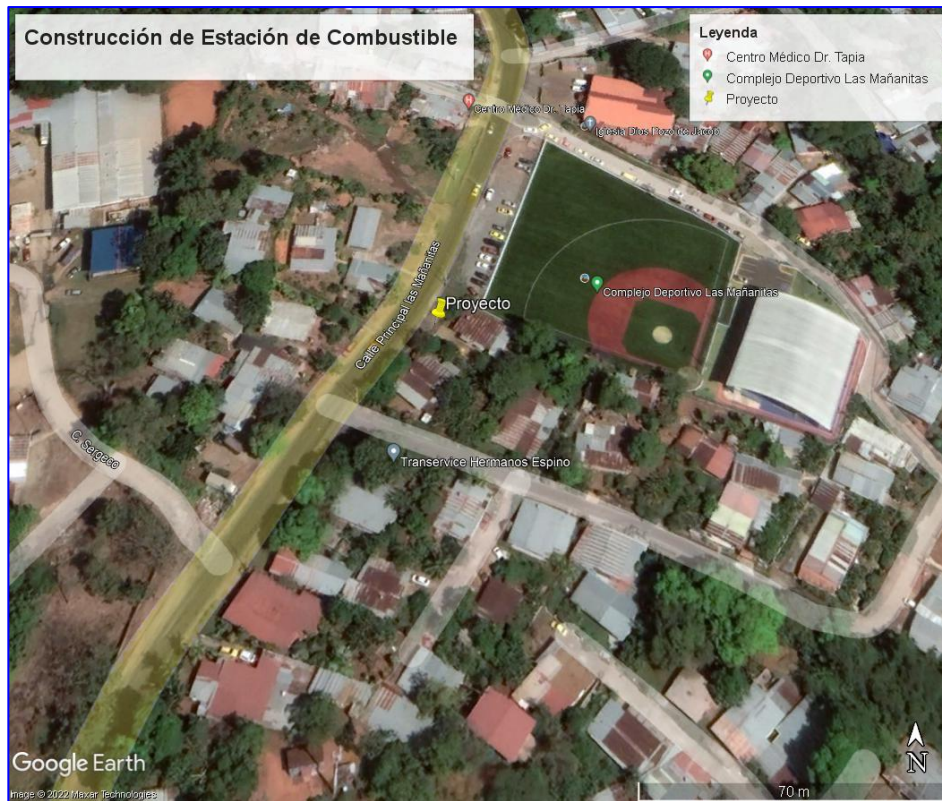 Construcción de Estación de Combustible
Leyenda
Centro Médico Dr. Tapia
Complejo Deportivo Las Mañanitas
Proyecto
Centro Médico Dr. Tapia
Iglesia Dios Pozo de Jacob
Calle Principal las Mañanitas
Complejo Deportivo Las Mañanitas
Proyecto
C. Sergeco
Transervice Hermanos Espino
Google Earth
Image © 2022 Maxar Technologies
70 m
N